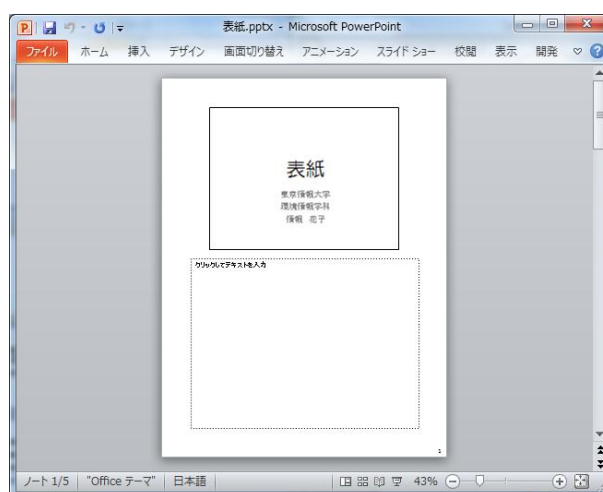 表紙.pptx - Microsoft PowerPoint
ファイル ホーム 挿入 デザイン 画面切り替え アニメーション スライド ショー 校閲 表示 開発
表紙
東京情報大学
環境情報学科
情報 花子
クリックしてテキストを入力
1
ノート 1/5 "Office テーマ" 日本語 43%